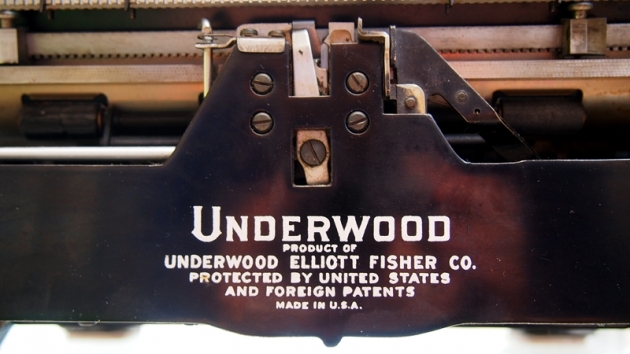 UNDERWOOD
PRODUCT OF
UNDERWOOD ELLIOTT FISHER CO.
PROTECTED BY UNITED STATES
AND FOREIGN PATENTS
MADE IN U.S.A.